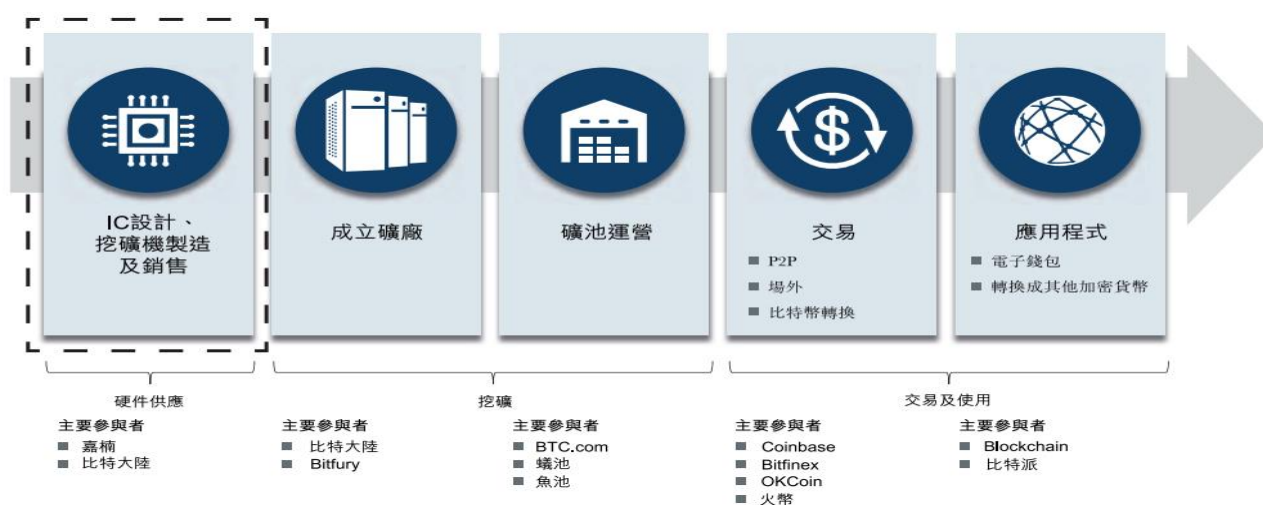 IC設計、
挖礦機製造
及銷售
成立礦廠
礦池運營
交易
P2P
場外
比特幣轉換
應用程式
電子錢包
轉換成其他加密貨幣
硬件供應
挖礦
交易及使用
主要參與者
嘉楠
比特大陸
主要參與者
比特大陸
Bitfury
主要參與者
BTC.com
蟻池
魚池
主要參與者
Coinbase
Bitfinex
OKCoin
火幣
主要參與者
Blockchain
比特派